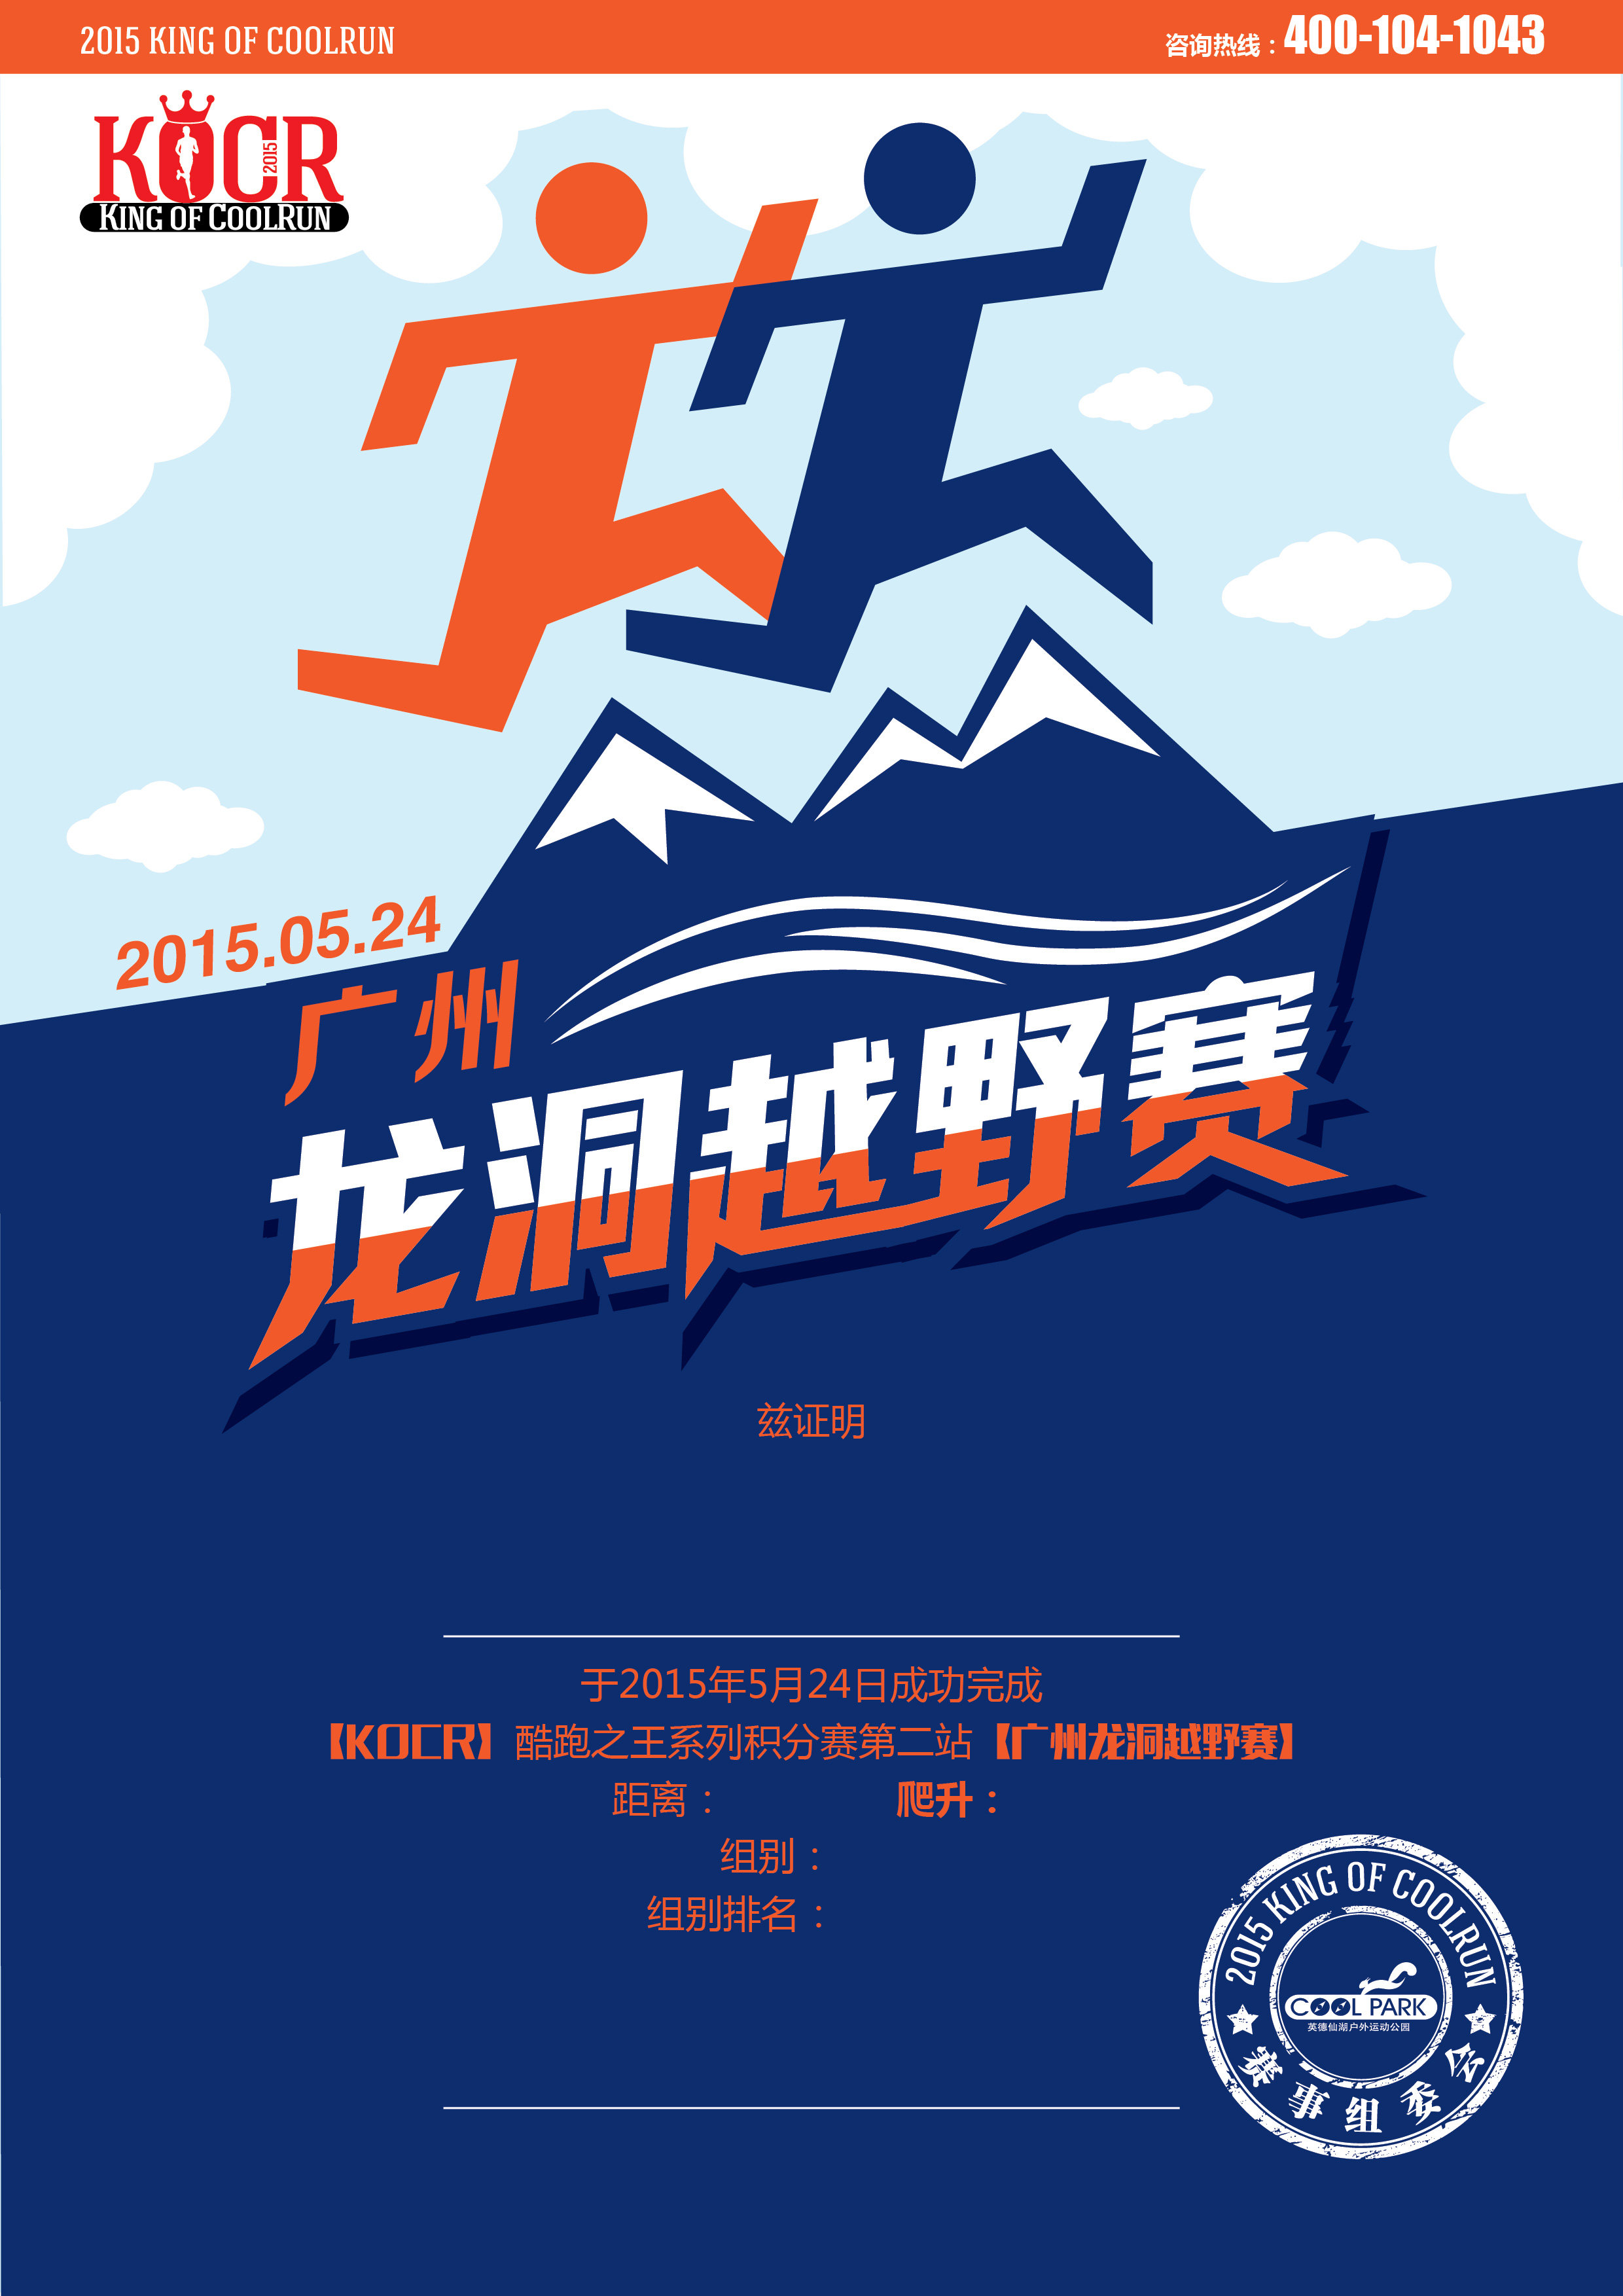 2015 KING OF COOLRUN
咨询热线：400-104-1043
KOCR 2015
KING OF COOLRUN
2015.05.24
广州
龙洞越野赛
兹证明
于2015年5月24日成功完成
【KOCR】酷跑之王系列积分赛第二站【广州龙洞越野赛】
距离： 爬升：
组别：
组别排名：
2015 KING OF COOLRUN
COOL PARK
英德仙湖户外运动公园
赛事组委会